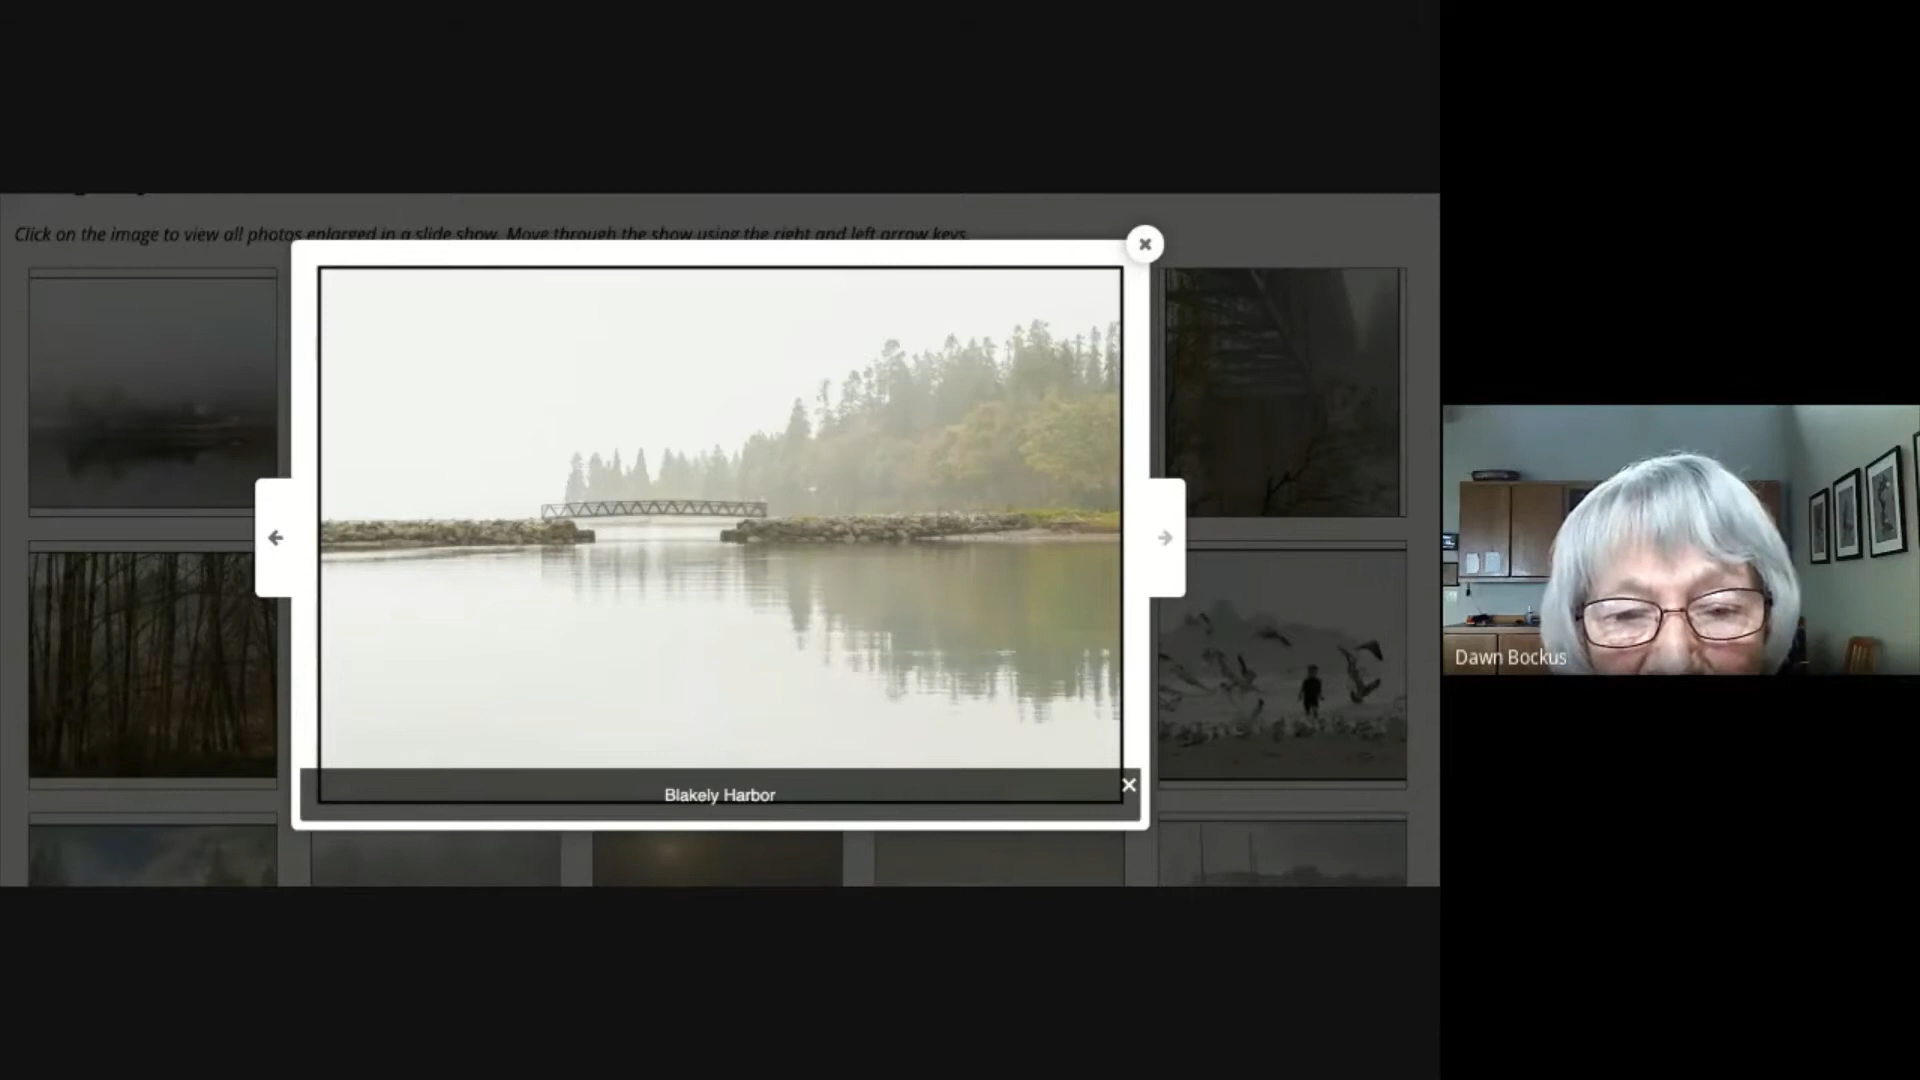 Click on the image to view all photos enlarged in a slide show. Move through the show using the right and left arrow keys.
Blakely Harbor
Dawn Bockus